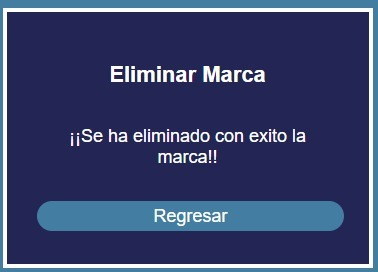 Eliminar Marca
¡¡Se ha eliminado con exito la
marca!!
Regresar